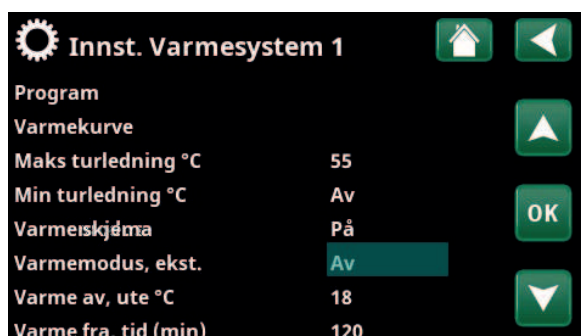 Innst. Varmesystem 1
Program
Varmekurve
Maks turledning °C 55
Min turledning °C Av
På
OK
Varmemodus, ekst. Av
Varme av, ute °C 18
Varme fra, tid (min) 120